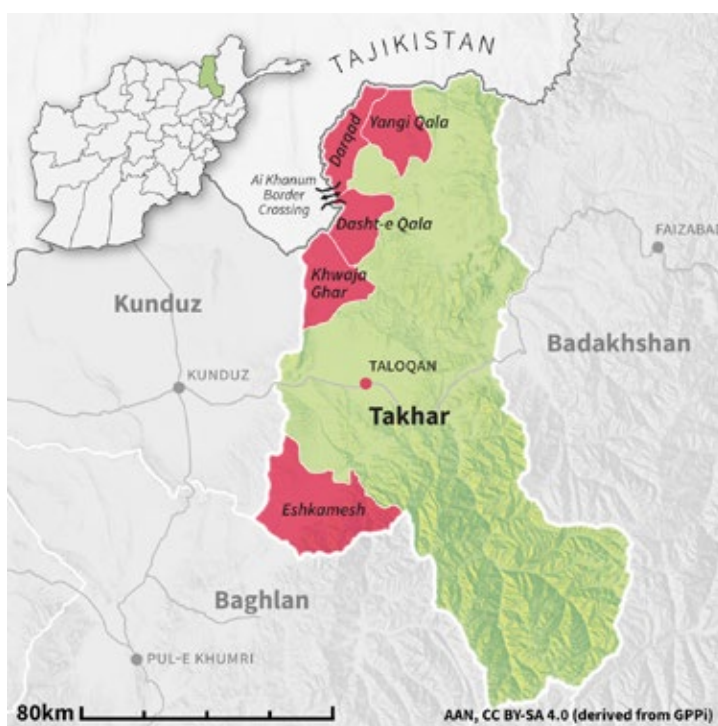 TAJIKISTAN
Darqad
Yangi Qala
Ai Khanum
Border
Crossing
Dasht-e Qala
FAIZABAD
Khwaja
Ghar
Kunduz
Badakhshan
TALOQAN
KUNDUZ
Takhar
Eshkamesh
Baghlan
PUL-E KHUMRI
80km
AAN, CC BY-SA 4.0 (derived from GPPi)